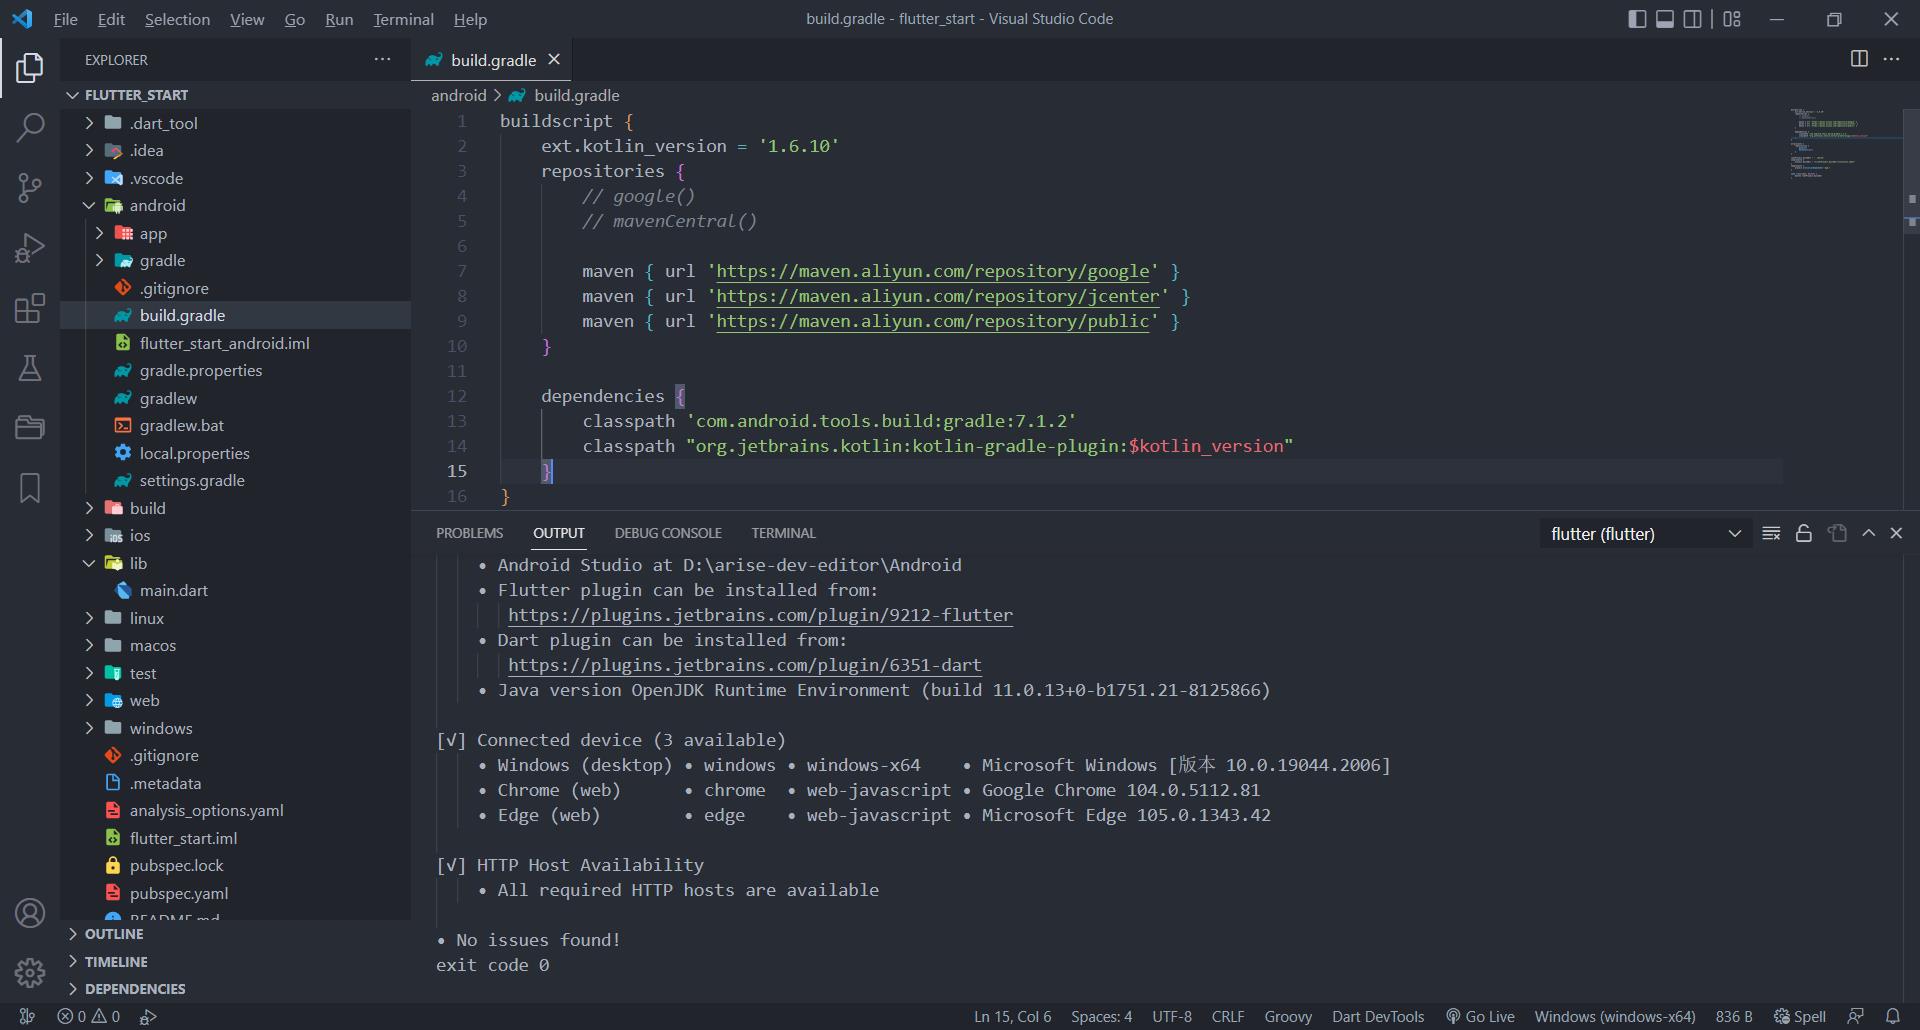 File Edit Selection View Go Run Terminal Help
build.gradle - flutter_start - Visual Studio Code
EXPLORER
FLUTTER_START
.dart_tool
.idea
.vscode
android
app
gradle
.gitignore
build.gradle
flutter_start_android.iml
gradle.properties
gradlew
gradlew.bat
local.properties
settings.gradle
build
ios
lib
main.dart
linux
macos
test
web
windows
.gitignore
.metadata
analysis_options.yaml
flutter_start.iml
pubspec.lock
pubspec.yaml
README.md
OUTLINE
TIMELINE
DEPENDENCIES
build.gradle
android > build.gradle
1 buildscript {
2 ext.kotlin_version = '1.6.10'
3 repositories {
4 // google()
5 // mavenCentral()
6
7 maven { url 'https://maven.aliyun.com/repository/google' }
8 maven { url 'https://maven.aliyun.com/repository/jcenter' }
9 maven { url 'https://maven.aliyun.com/repository/public' }
10 }
11
12 dependencies {
13 classpath 'com.android.tools.build:gradle:7.1.2'
14 classpath "org.jetbrains.kotlin:kotlin-gradle-plugin:$kotlin_version"
15 }
16 }
PROBLEMS OUTPUT DEBUG CONSOLE TERMINAL
flutter (flutter)
• Android Studio at D:\arise-dev-editor\Android
• Flutter plugin can be installed from:
https://plugins.jetbrains.com/plugin/9212-flutter
• Dart plugin can be installed from:
https://plugins.jetbrains.com/plugin/6351-dart
• Java version OpenJDK Runtime Environment (build 11.0.13+0-b1751.21-8125866)
[√] Connected device (3 available)
• Windows (desktop) • windows • windows-x64 • Microsoft Windows [版本 10.0.19044.2006]
• Chrome (web) • chrome • web-javascript • Google Chrome 104.0.5112.81
• Edge (web) • edge • web-javascript • Microsoft Edge 105.0.1343.42
[√] HTTP Host Availability
• All required HTTP hosts are available
• No issues found!
exit code 0
0 0
Ln 15, Col 6 Spaces: 4 UTF-8 CRLF Groovy Dart DevTools Go Live Windows (windows-x64) 836 B Spell